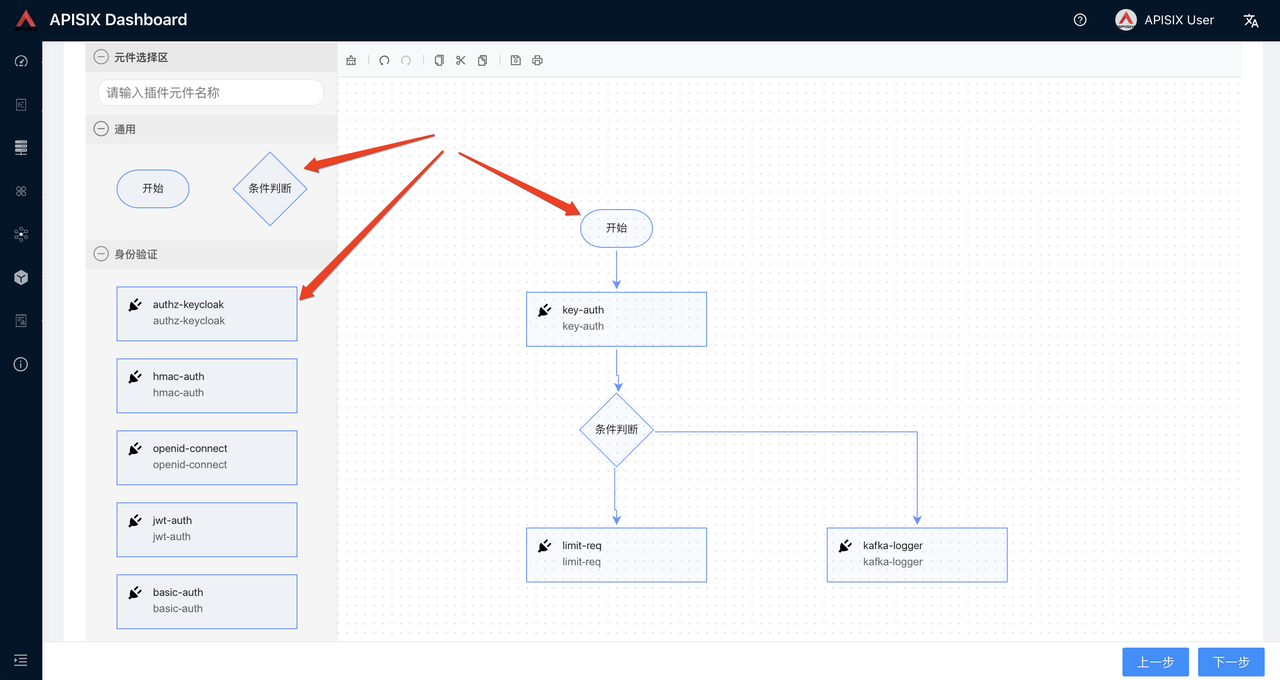 APISIX Dashboard
APISIX User
元件选择区
请输入插件元件名称
通用
开始
条件判断
身份验证
authz-keycloak
authz-keycloak
hmac-auth
hmac-auth
openid-connect
openid-connect
jwt-auth
jwt-auth
basic-auth
basic-auth
开始
key-auth
key-auth
条件判断
limit-req
limit-req
kafka-logger
kafka-logger
上一步
下一步